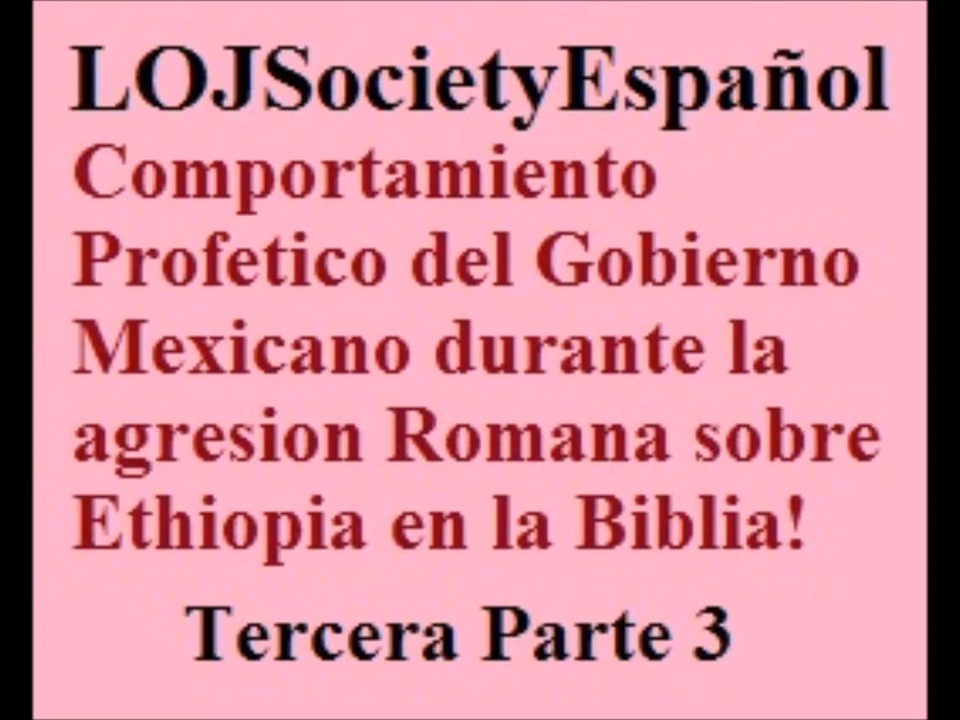 LOJSocietyEspañol
Comportamiento
Profetico del Gobierno
Mexicano durante la
agresion Romana sobre
Ethiopia en la Biblia!
Tercera Parte 3